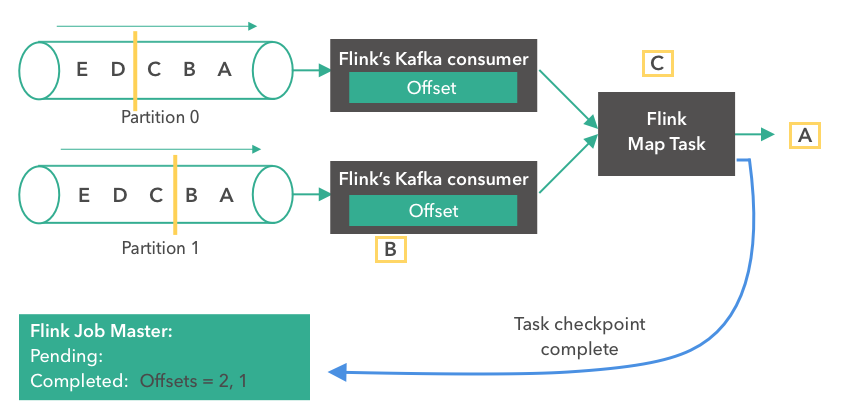 E D C B A
Partition 0
Flink’s Kafka consumer
Offset
C
Flink
Map Task
A
E D C B A
Partition 1
Flink’s Kafka consumer
Offset
B
Flink Job Master:
Pending:
Completed: Offsets = 2, 1
Task checkpoint
complete